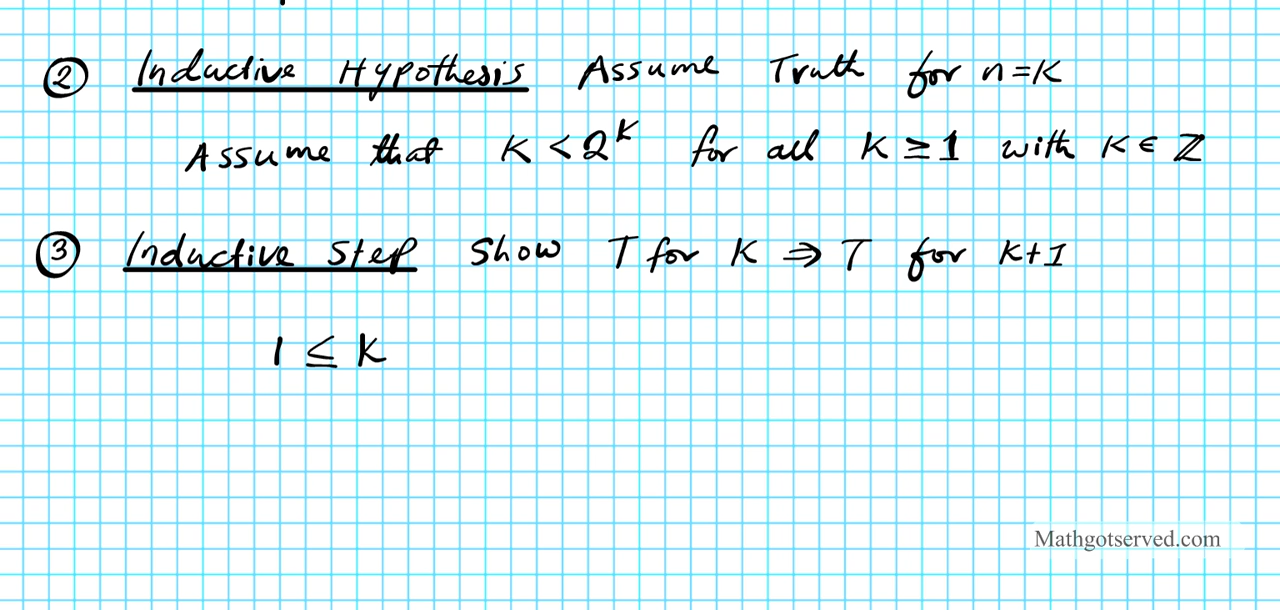 ② Inductive Hypothesis Assume Truth for n=K
Assume that K < 2^K for all K ≥ 1 with K ∈ ℤ
③ Inductive Step Show T for K ⇒ T for K+1
1 ≤ K
Mathgotserved.com